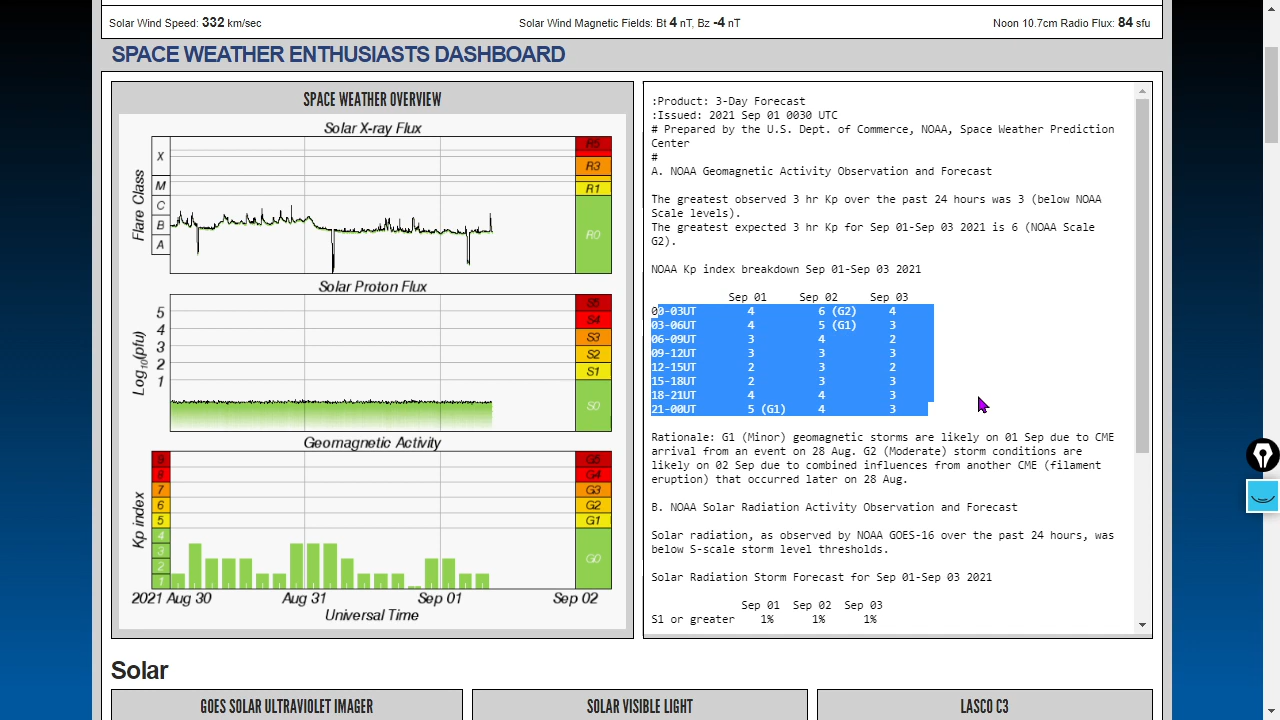 Solar Wind Speed: 332 km/sec
Solar Wind Magnetic Fields: Bt 4 nT, Bz -4 nT
Noon 10.7cm Radio Flux: 84 sfu
SPACE WEATHER ENTHUSIASTS DASHBOARD
SPACE WEATHER OVERVIEW
Solar X-ray Flux
Flare Class
X
M
C
B
A
R5
R3
R1
R0
Solar Proton Flux
Log10(pfu)
5
4
3
2
1
S5
S4
S3
S2
S1
S0
Geomagnetic Activity
Kp index
9
8
7
6
5
4
3
2
1
G5
G4
G3
G2
G1
G0
2021 Aug 30
Aug 31
Sep 01
Sep 02
Universal Time
:Product: 3-Day Forecast
:Issued: 2021 Sep 01 0030 UTC
# Prepared by the U.S. Dept. of Commerce, NOAA, Space Weather Prediction
Center
#
A. NOAA Geomagnetic Activity Observation and Forecast
The greatest observed 3 hr Kp over the past 24 hours was 3 (below NOAA
Scale levels).
The greatest expected 3 hr Kp for Sep 01-Sep 03 2021 is 6 (NOAA Scale
G2).
NOAA Kp index breakdown Sep 01-Sep 03 2021
Sep 01 Sep 02 Sep 03
00-03UT 4 6 (G2) 4
03-06UT 4 5 (G1) 3
06-09UT 3 4 2
09-12UT 3 3 3
12-15UT 2 3 2
15-18UT 2 3 3
18-21UT 4 4 3
21-00UT 5 (G1) 4 3
Rationale: G1 (Minor) geomagnetic storms are likely on 01 Sep due to CME
arrival from an event on 28 Aug. G2 (Moderate) storm conditions are
likely on 02 Sep due to combined influences from another CME (filament
eruption) that occurred later on 28 Aug.
B. NOAA Solar Radiation Activity Observation and Forecast
Solar radiation, as observed by NOAA GOES-16 over the past 24 hours, was
below S-scale storm level thresholds.
Solar Radiation Storm Forecast for Sep 01-Sep 03 2021
Sep 01 Sep 02 Sep 03
S1 or greater 1% 1% 1%
Solar
GOES SOLAR ULTRAVIOLET IMAGER
SOLAR VISIBLE LIGHT
LASCO C3